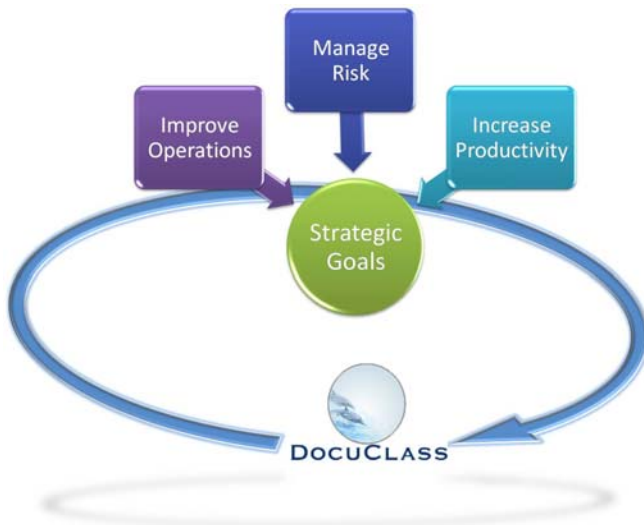 Manage
Risk
Improve
Operations
Increase
Productivity
Strategic
Goals
DOCUCLASS